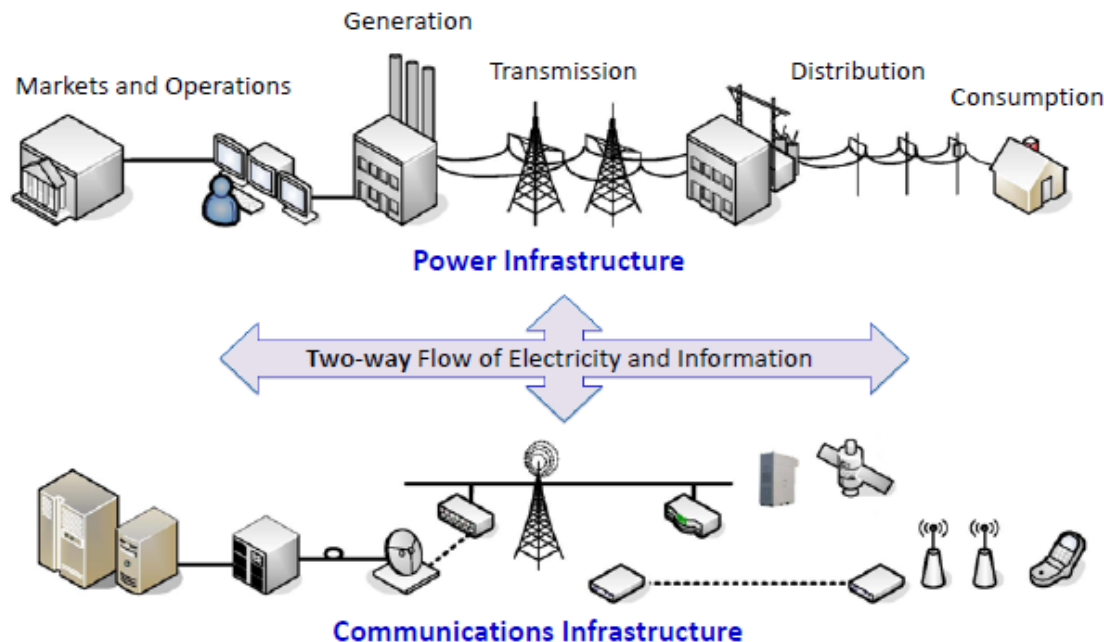 Generation
Markets and Operations
Transmission
Distribution
Consumption
Power Infrastructure
Two-way Flow of Electricity and Information
Communications Infrastructure